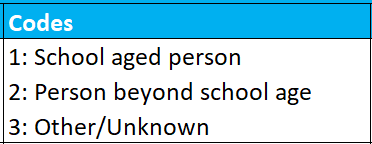 Codes
1: School aged person
2: Person beyond school age
3: Other/Unknown